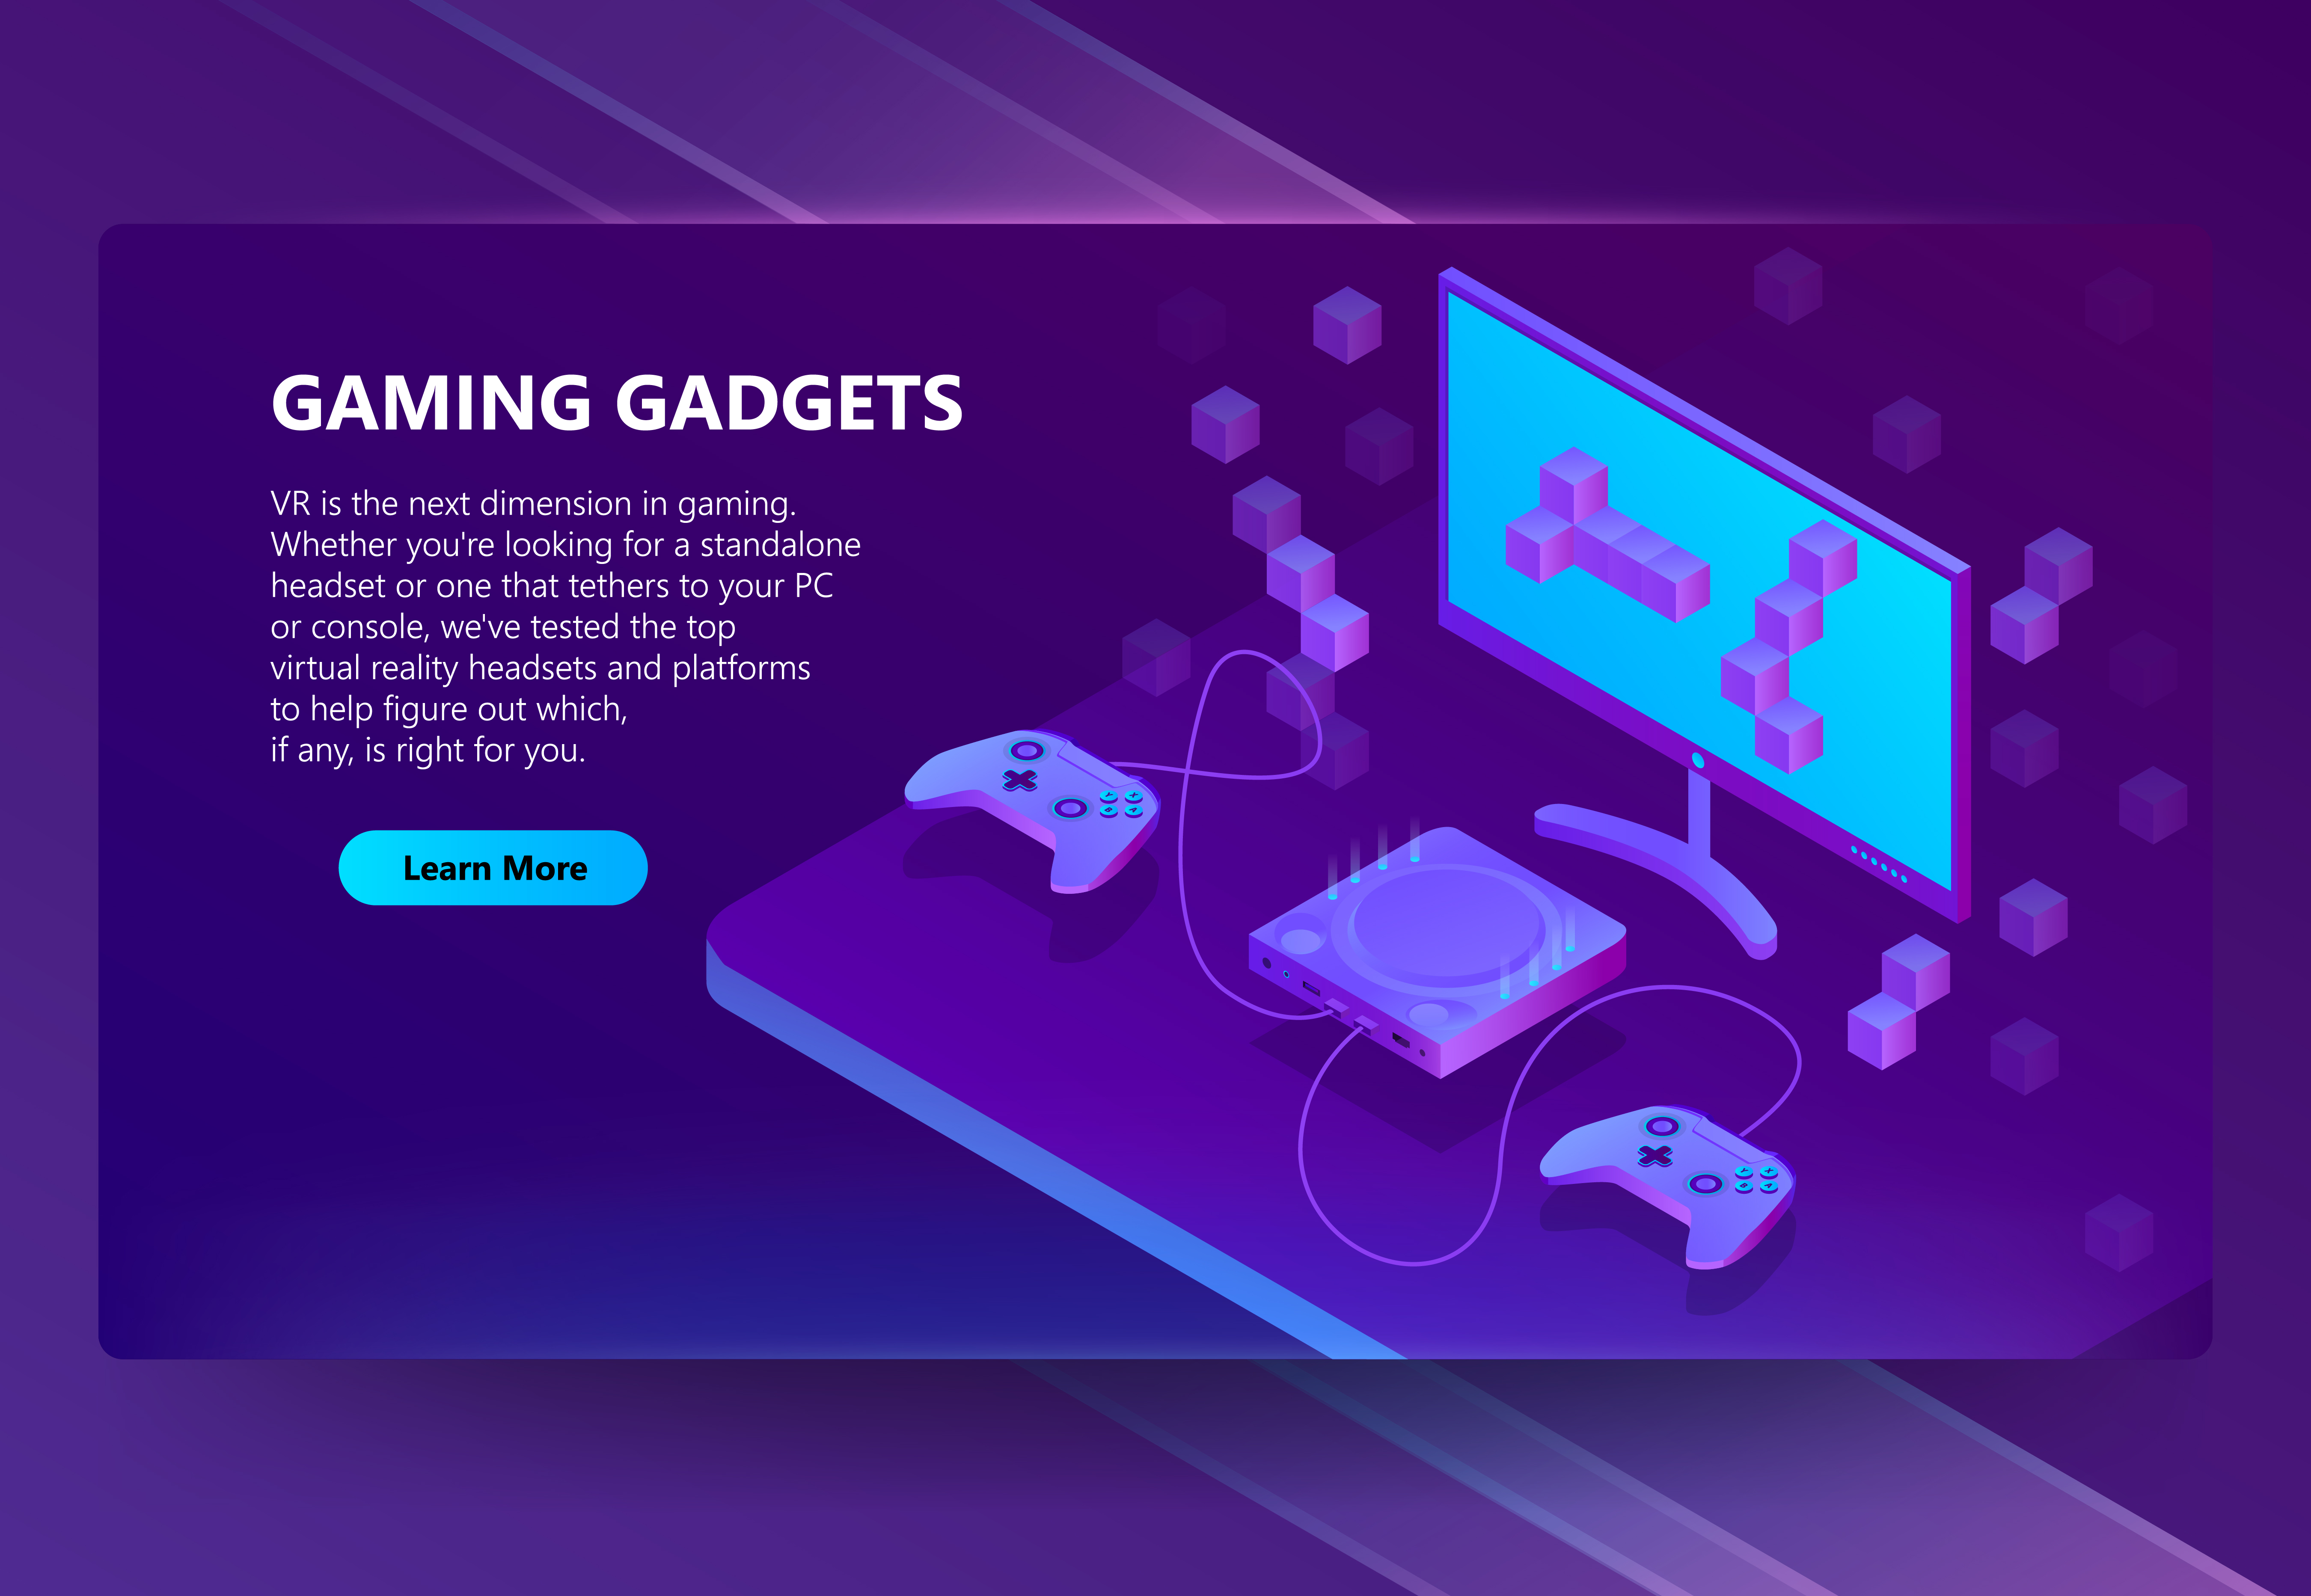 GAMING GADGETS
VR is the next dimension in gaming.
Whether you're looking for a standalone
headset or one that tethers to your PC
or console, we've tested the top
virtual reality headsets and platforms
to help figure out which,
if any, is right for you.
Learn More
Y X
B A
Y X
B A